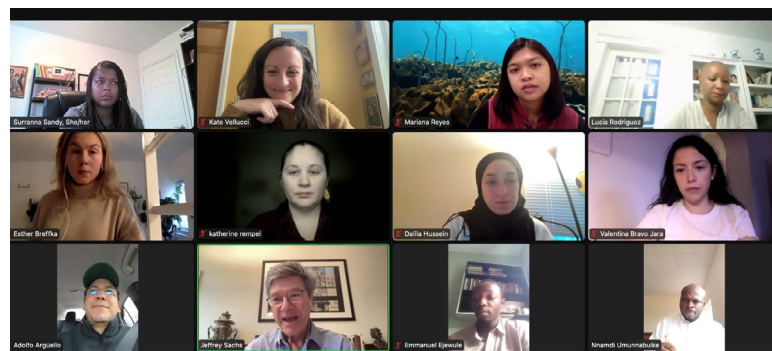 Surranna Sandy, She/her
Kate Vellucci
Mariana Reyes
Lucia Rodriguez
Esther Breffka
katherine rempel
Dalila Hussein
Valentina Bravo Jara
Adolfo Argüello
Jeffrey Sachs
Emmanuel Ejewule
Nnamdi Umunnabuike